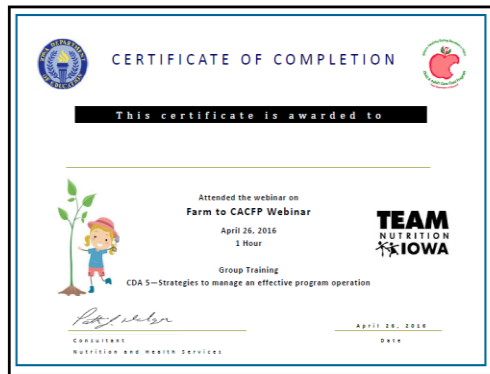 CERTIFICATE OF COMPLETION
This certificate is awarded to
Attended the webinar on
Farm to CACFP Webinar
April 26, 2016
1 Hour
TEAM
NUTRITION
IOWA
Group Training
CDA 5—Strategies to manage an effective program operation
April 26, 2016
Consultant
Date
Nutrition and Health Services